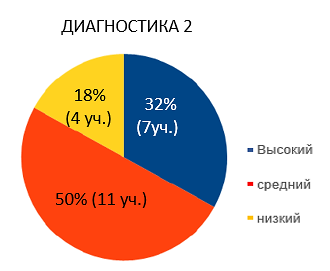 ДИАГНОСТИКА 2
18%
(4 уч.)
32%
(7уч.)
50% (11 уч.)
Высокий
средний
низкий